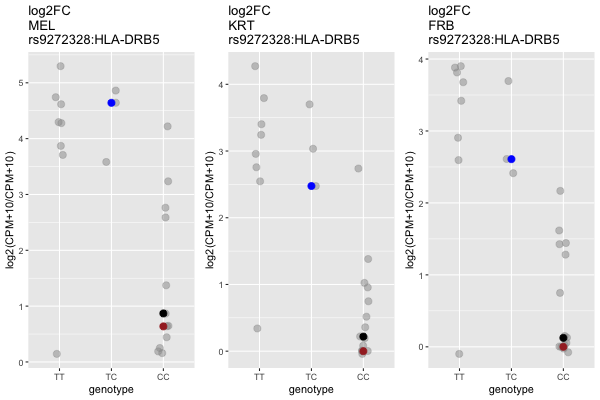 log2FC
MEL
rs9272328:HLA-DRB5
log2(CPM+10/CPM+10)
5
4
3
2
1
0
TT
TC
CC
genotype
log2FC
KRT
rs9272328:HLA-DRB5
log2(CPM+10/CPM+10)
4
3
2
1
0
TT
TC
CC
genotype
log2FC
FRB
rs9272328:HLA-DRB5
log2(CPM+10/CPM+10)
4
3
2
1
0
TT
TC
CC
genotype